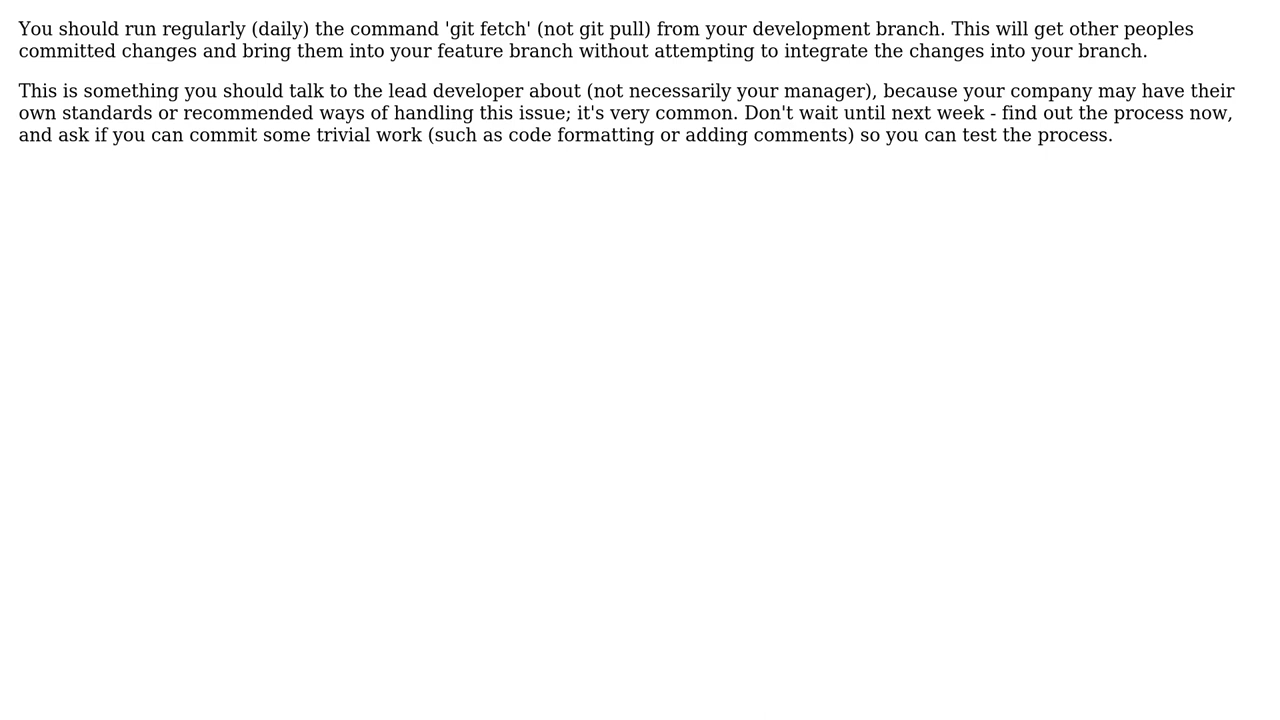 You should run regularly (daily) the command 'git fetch' (not git pull) from your development branch. This will get other peoples
committed changes and bring them into your feature branch without attempting to integrate the changes into your branch.
This is something you should talk to the lead developer about (not necessarily your manager), because your company may have their
own standards or recommended ways of handling this issue; it's very common. Don't wait until next week - find out the process now,
and ask if you can commit some trivial work (such as code formatting or adding comments) so you can test the process.